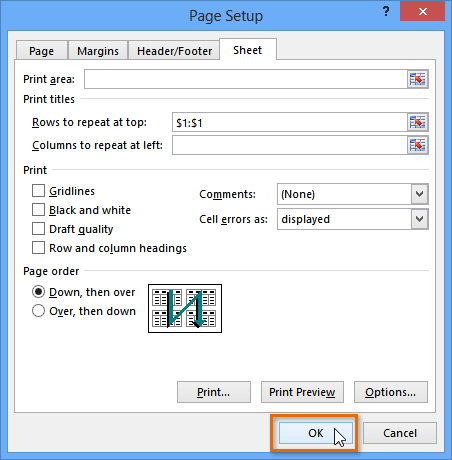 Page Setup ?
Page Margins Header/Footer Sheet
Print area:
Print titles
Rows to repeat at top: $1:$1
Columns to repeat at left:
Print
Gridlines Comments: (None)
Black and white Cell errors as: displayed
Draft quality
Row and column headings
Page order
Down, then over
Over, then down
Print... Print Preview Options...
OK Cancel